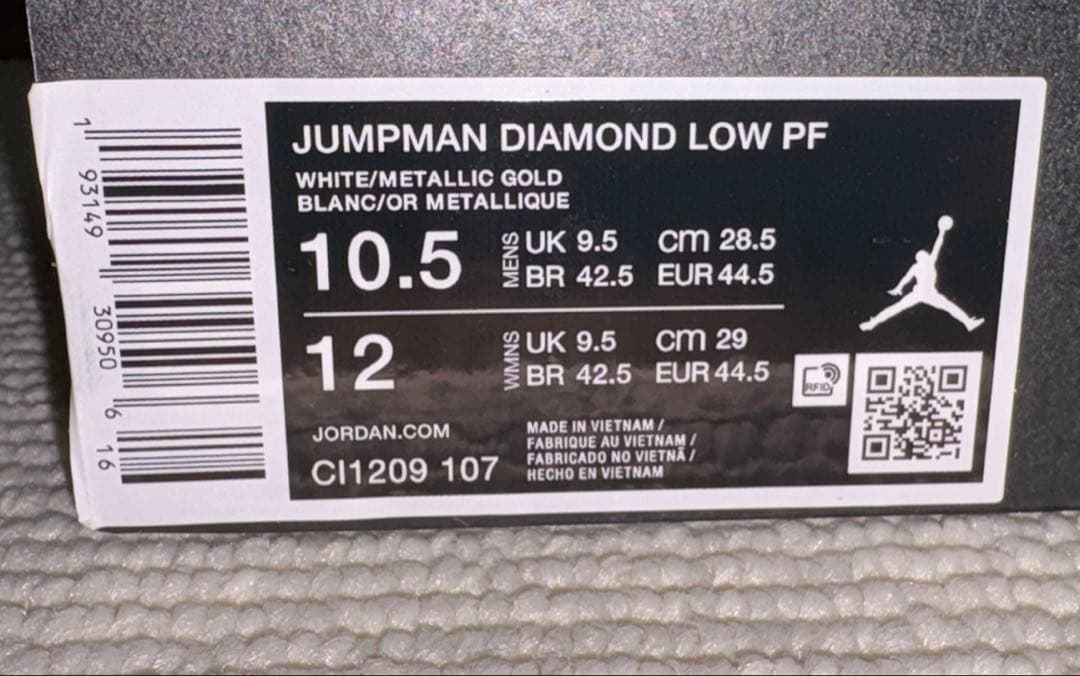 JUMPMAN DIAMOND LOW PF
WHITE/METALLIC GOLD
BLANC/OR METALLIQUE
10.5 MENS UK 9.5 cm 28.5
BR 42.5 EUR 44.5
12 WMNS UK 9.5 cm 29
BR 42.5 EUR 44.5
RFID
JORDAN.COM
CI1209 107
MADE IN VIETNAM /
FABRIQUE AU VIETNAM /
FABRICADO NO VIETNÃ /
HECHO EN VIETNAM
1 93149 30950 6 16